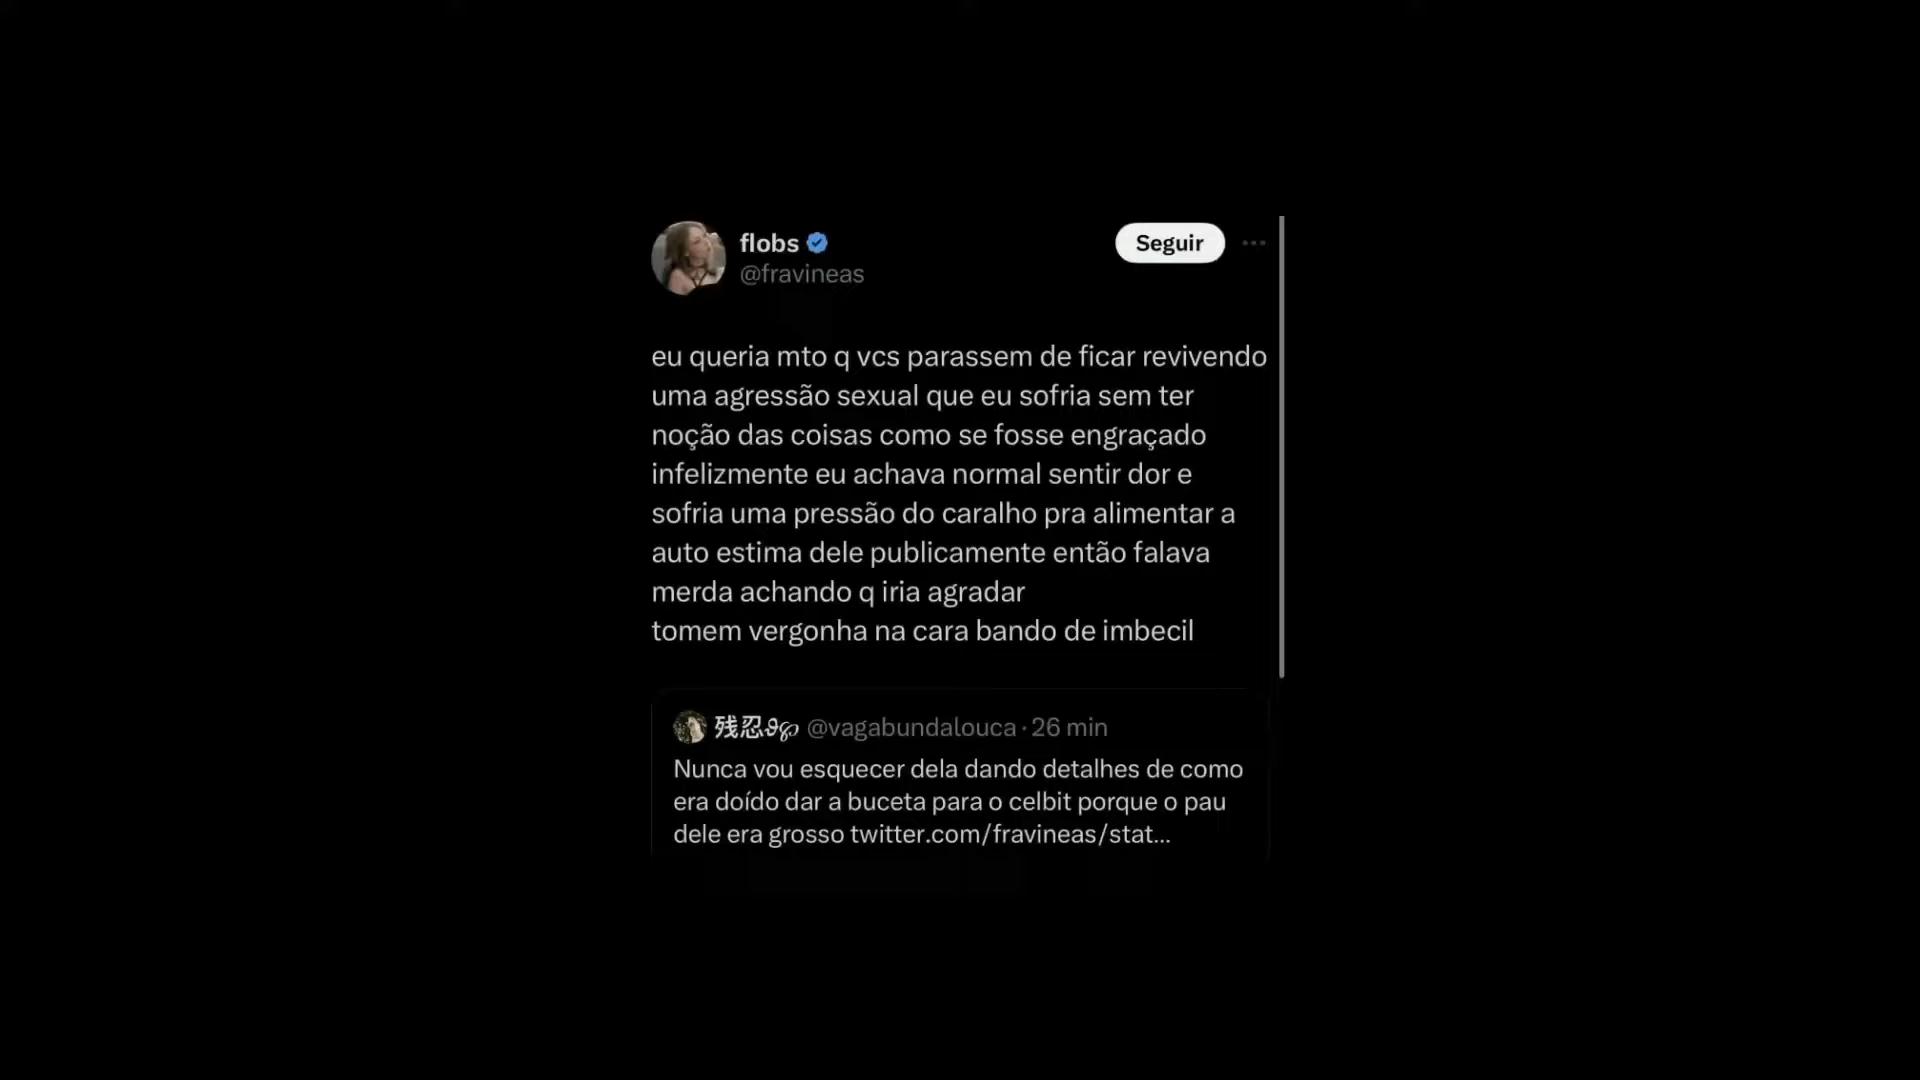 flobs
@fravineas
Seguir
eu queria mto q vcs parassem de ficar revivendo
uma agressão sexual que eu sofria sem ter
noção das coisas como se fosse engraçado
infelizmente eu achava normal sentir dor e
sofria uma pressão do caralho pra alimentar a
auto estima dele publicamente então falava
merda achando q iria agradar
tomem vergonha na cara bando de imbecil
残忍𝜗℘ @vagabundalouca · 26 min
Nunca vou esquecer dela dando detalhes de como
era doído dar a buceta para o celbit porque o pau
dele era grosso twitter.com/fravineas/stat...